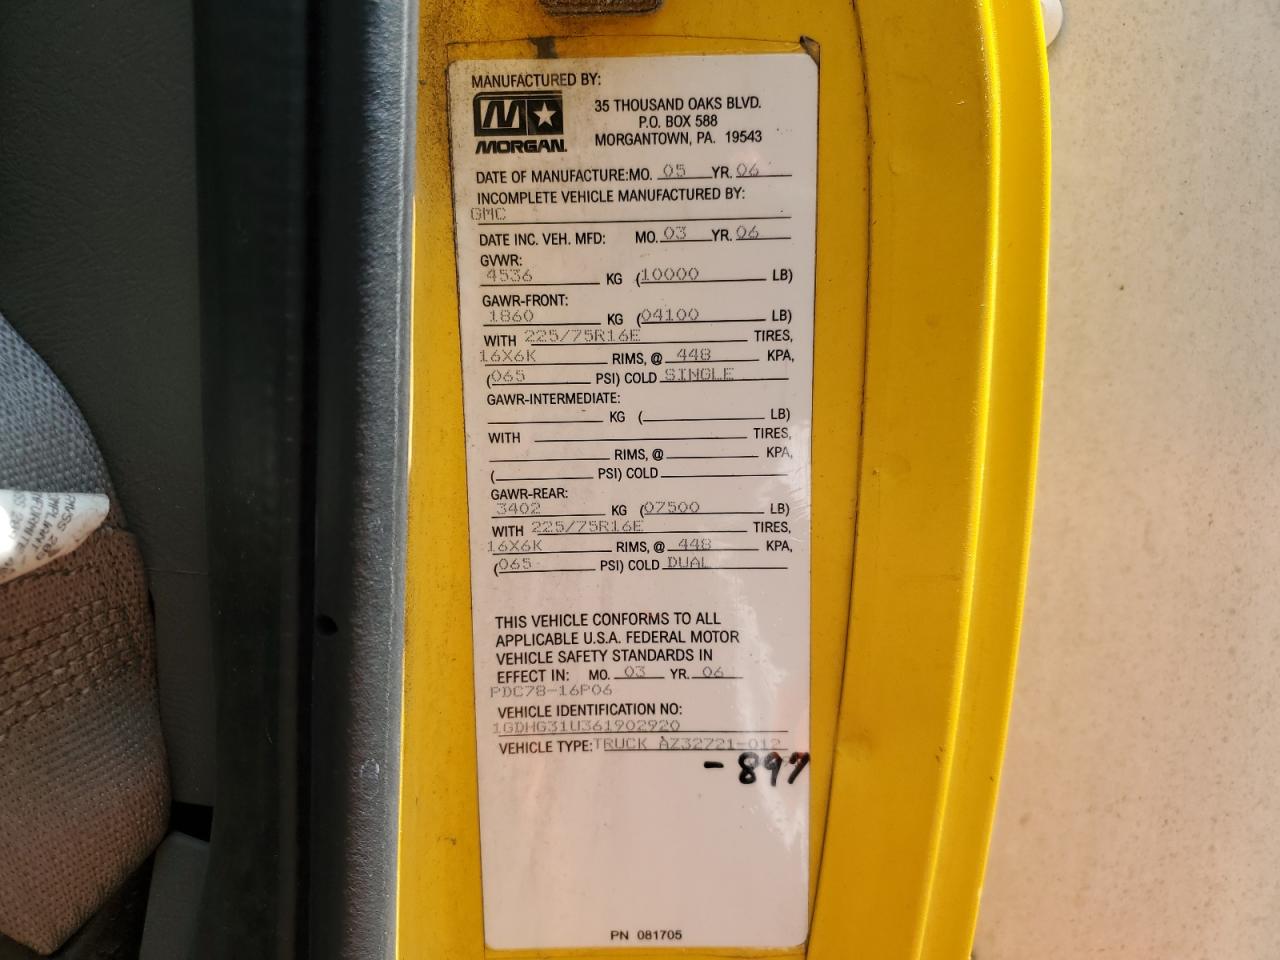 MANUFACTURED BY:
MORGAN
35 THOUSAND OAKS BLVD.
P.O. BOX 588
MORGANTOWN, PA. 19543
DATE OF MANUFACTURE: MO. 05 YR. 06
INCOMPLETE VEHICLE MANUFACTURED BY:
GMC
DATE INC. VEH. MFD: MO. 03 YR. 06
GVWR:
4536 KG (10000 LB)
GAWR-FRONT:
1860 KG (04100 LB)
WITH 225/75R16E TIRES,
16X6K RIMS, @ 448 KPA,
(065 PSI) COLD SINGLE
GAWR-INTERMEDIATE:
KG ( LB)
WITH TIRES,
RIMS, @ KPA,
( PSI) COLD
GAWR-REAR:
3402 KG (07500 LB)
WITH 225/75R16E TIRES,
16X6K RIMS, @ 448 KPA,
(065 PSI) COLD DUAL
THIS VEHICLE CONFORMS TO ALL
APPLICABLE U.S.A. FEDERAL MOTOR
VEHICLE SAFETY STANDARDS IN
EFFECT IN: MO. 03 YR. 06
PDC78-16P06
VEHICLE IDENTIFICATION NO:
1GDHG31U361902920
VEHICLE TYPE: TRUCK AZ32721-012
-897
PN 081705